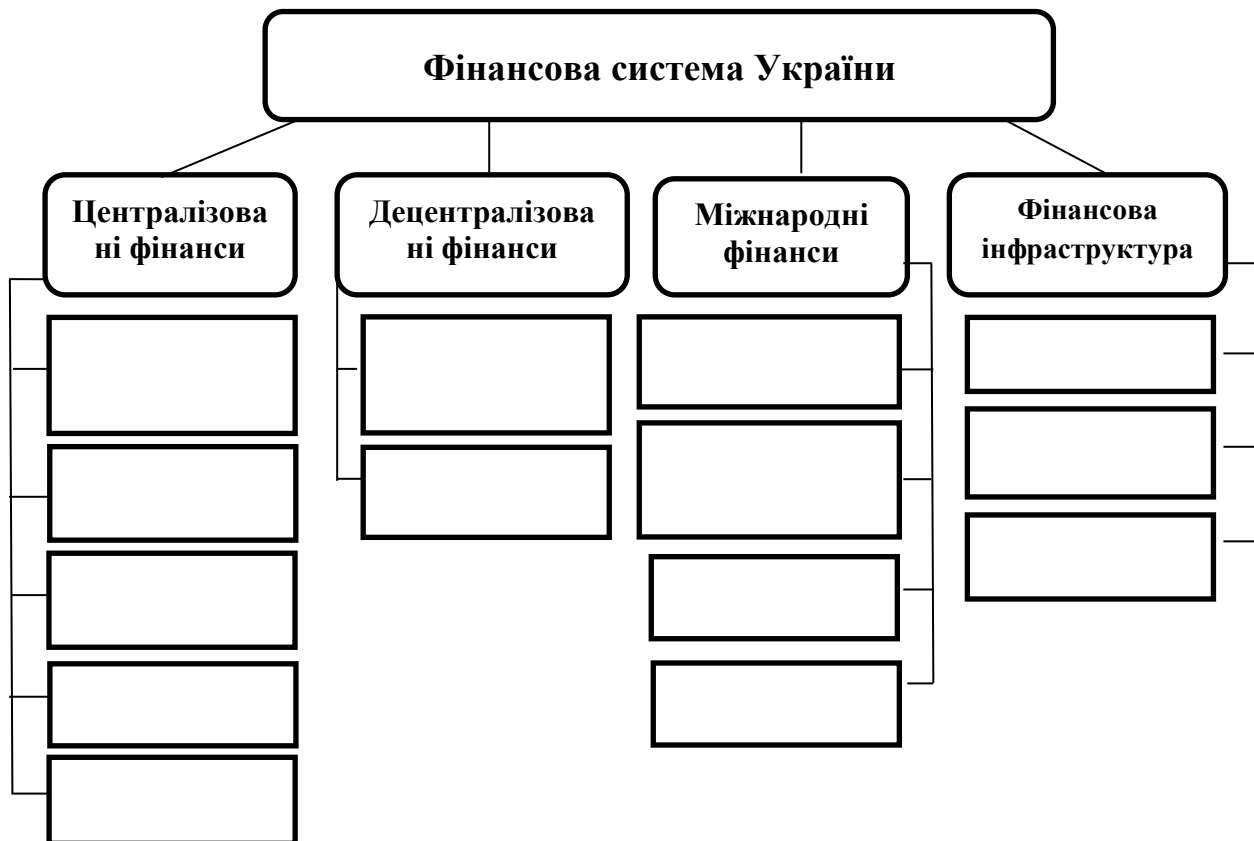 Фінансова система України
Централізова
ні фінанси
Децентралізова
ні фінанси
Міжнародні
фінанси
Фінансова
інфраструктура